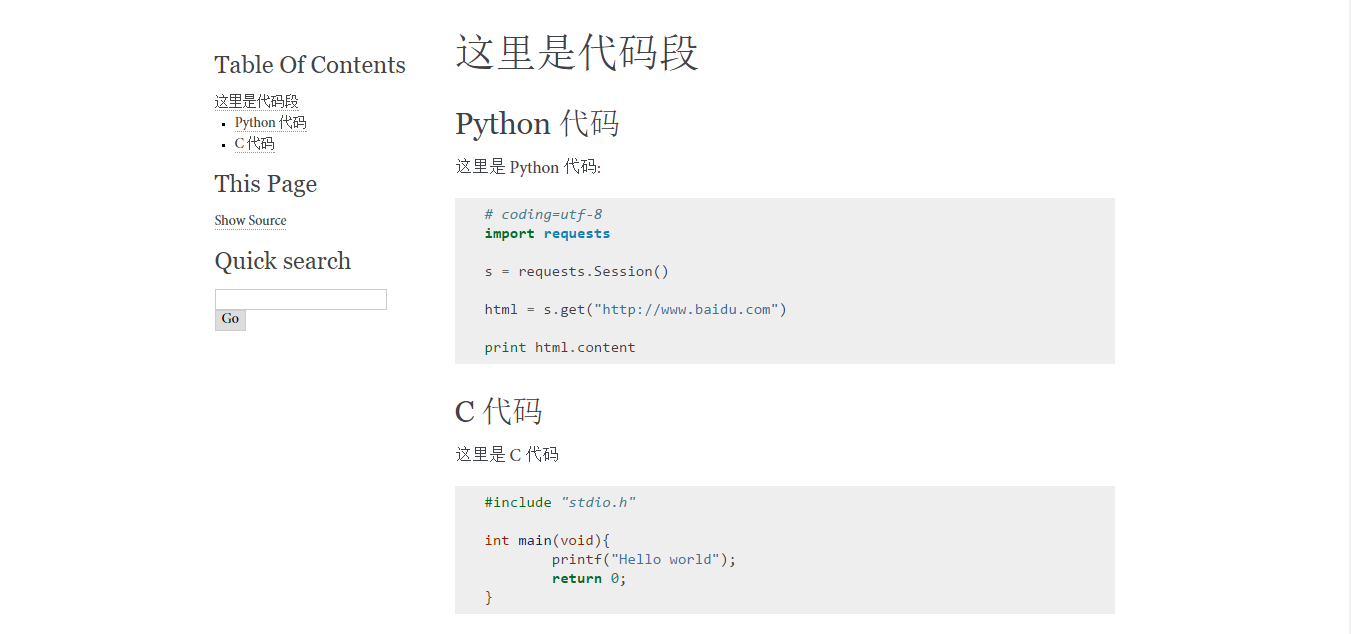 Table Of Contents
这里是代码段
Python 代码
C 代码
This Page
Show Source
Quick search
Go
这里是代码段
Python 代码
这里是 Python 代码:
# coding=utf-8
import requests
s = requests.Session()
html = s.get("http://www.baidu.com")
print html.content
C 代码
这里是 C 代码
#include "stdio.h"
int main(void){
printf("Hello world");
return 0;
}